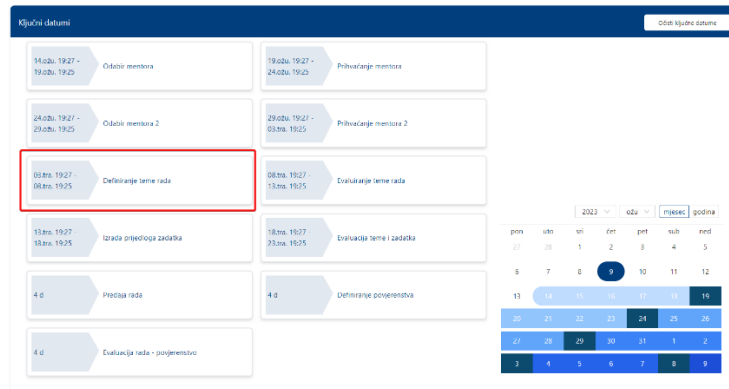 Ključni datumi
Očisti ključne datume
14.ožu. 19:27 -
19.ožu. 19:25
Odabir mentora
19.ožu. 19:27 -
24.ožu. 19:25
Prihvaćanje mentora
24.ožu. 19:27 -
29.ožu. 19:25
Odabir mentora 2
29.ožu. 19:27 -
03.tra. 19:25
Prihvaćanje mentora 2
03.tra. 19:27 -
08.tra. 19:25
Definiranje teme rada
08.tra. 19:27 -
13.tra. 19:25
Evaluiranje teme rada
13.tra. 19:27 -
18.tra. 19:25
Izrada prijedloga zadatka
18.tra. 19:27 -
23.tra. 19:25
Evaluacija teme i zadatka
4 d
Predaja rada
4 d
Definiranje povjerenstva
4 d
Evaluacija rada - povjerenstvo
2023 ožu mjesec godina
pon uto sri čet pet sub ned
27 28 1 2 3 4 5
6 7 8 9 10 11 12
13 14 15 16 17 18 19
20 21 22 23 24 25 26
27 28 29 30 31 1 2
3 4 5 6 7 8 9